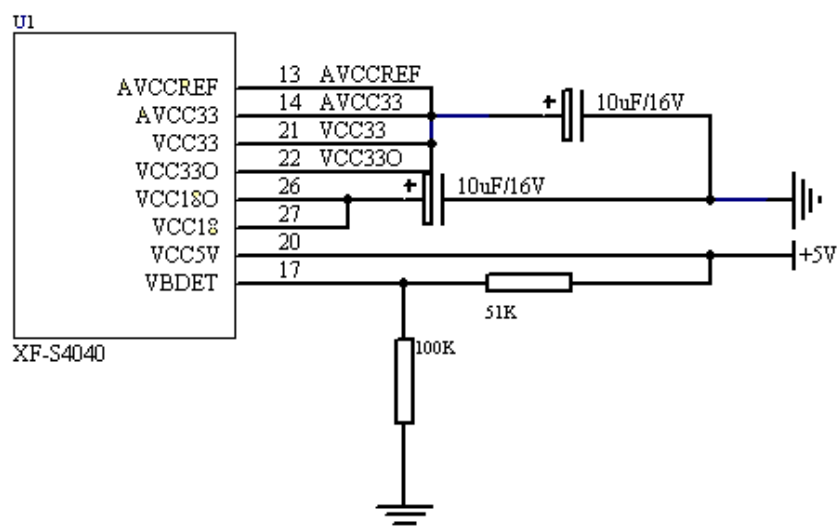 U1
AVCCREF 13 AVCCREF
AVCC33 14 AVCC33 + 10uF/16V
VCC33 21 VCC33
VCC33O 22 VCC33O
VCC18O 26 + 10uF/16V
VCC18 27
VCC5V 20 +5V
VBDET 17
51K
XF-S4040
100K